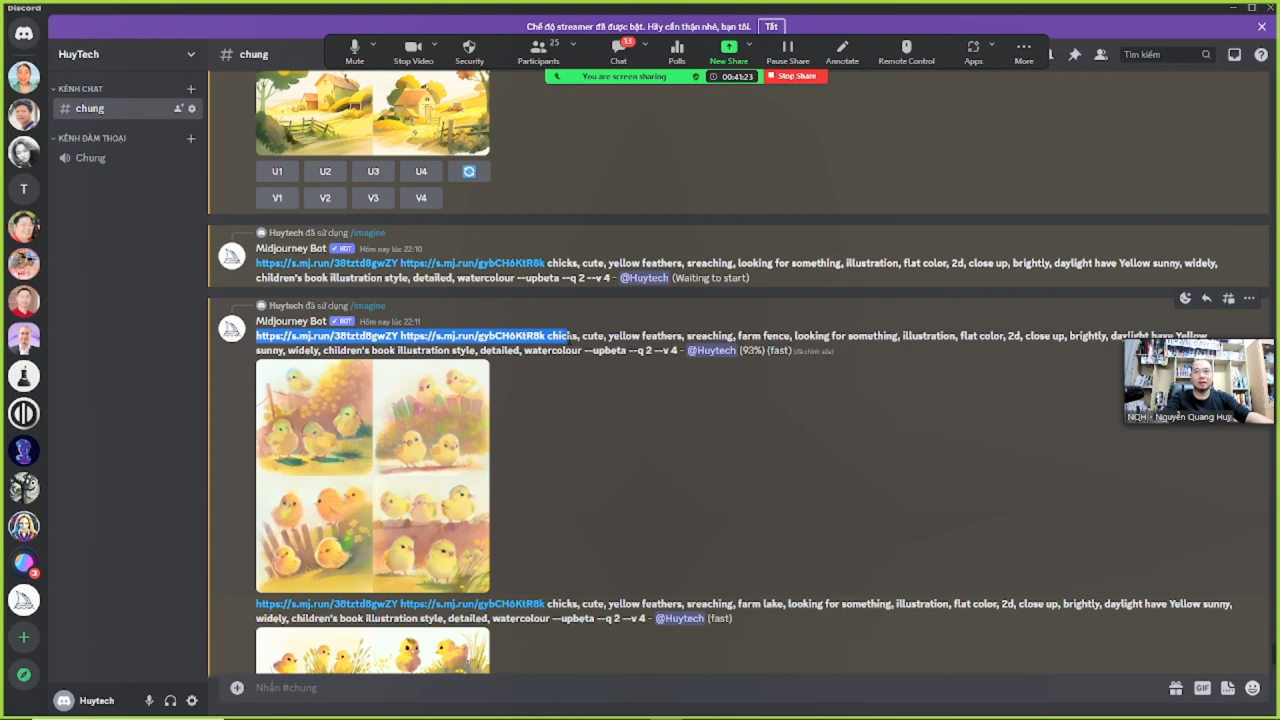 Discord
Chế độ streamer đã được bật. Hãy cẩn thận nhé, bạn tôi.
Tắt
HuyTech
# chung
Mute
Stop Video
Security
25
Participants
13
Chat
Polls
New Share
Pause Share
Annotate
Remote Control
Apps
More
Tìm kiếm
You are screen sharing
00:41:23
Stop Share
KÊNH CHAT
# chung
KÊNH ĐÀM THOẠI
Chung
T
U1 U2 U3 U4
V1 V2 V3 V4
Huytech đã sử dụng /imagine
Midjourney Bot BOT Hôm nay lúc 22:10
https://s.mj.run/38tztd8gwZY https://s.mj.run/gybCH6KtR8k chicks, cute, yellow feathers, sreaching, looking for something, illustration, flat color, 2d, close up, brightly, daylight have Yellow sunny, widely,
children's book illustration style, detailed, watercolour --upbeta --q 2 --v 4 - @Huytech (Waiting to start)
Huytech đã sử dụng /imagine
Midjourney Bot BOT Hôm nay lúc 22:11
https://s.mj.run/38tztd8gwZY https://s.mj.run/gybCH6KtR8k chicks, cute, yellow feathers, sreaching, farm fence, looking for something, illustration, flat color, 2d, close up, brightly, daylight have Yellow
sunny, widely, children's book illustration style, detailed, watercolour --upbeta --q 2 --v 4 - @Huytech (93%) (fast) (đã chỉnh sửa)
NQH - Nguyễn Quang Huy
https://s.mj.run/38tztd8gwZY https://s.mj.run/gybCH6KtR8k chicks, cute, yellow feathers, sreaching, farm lake, looking for something, illustration, flat color, 2d, close up, brightly, daylight have Yellow sunny,
widely, children's book illustration style, detailed, watercolour --upbeta --q 2 --v 4 - @Huytech (fast)
3
Huytech
Nhắn #chung
GIF